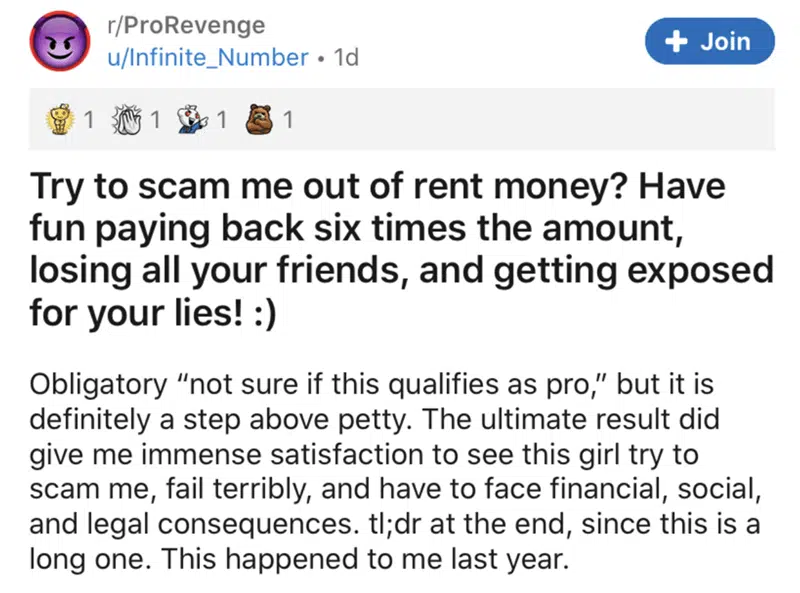 r/ProRevenge
u/Infinite_Number • 1d
+ Join
1 1 1 1
Try to scam me out of rent money? Have
fun paying back six times the amount,
losing all your friends, and getting exposed
for your lies! :)
Obligatory “not sure if this qualifies as pro,” but it is
definitely a step above petty. The ultimate result did
give me immense satisfaction to see this girl try to
scam me, fail terribly, and have to face financial, social,
and legal consequences. tl;dr at the end, since this is a
long one. This happened to me last year.